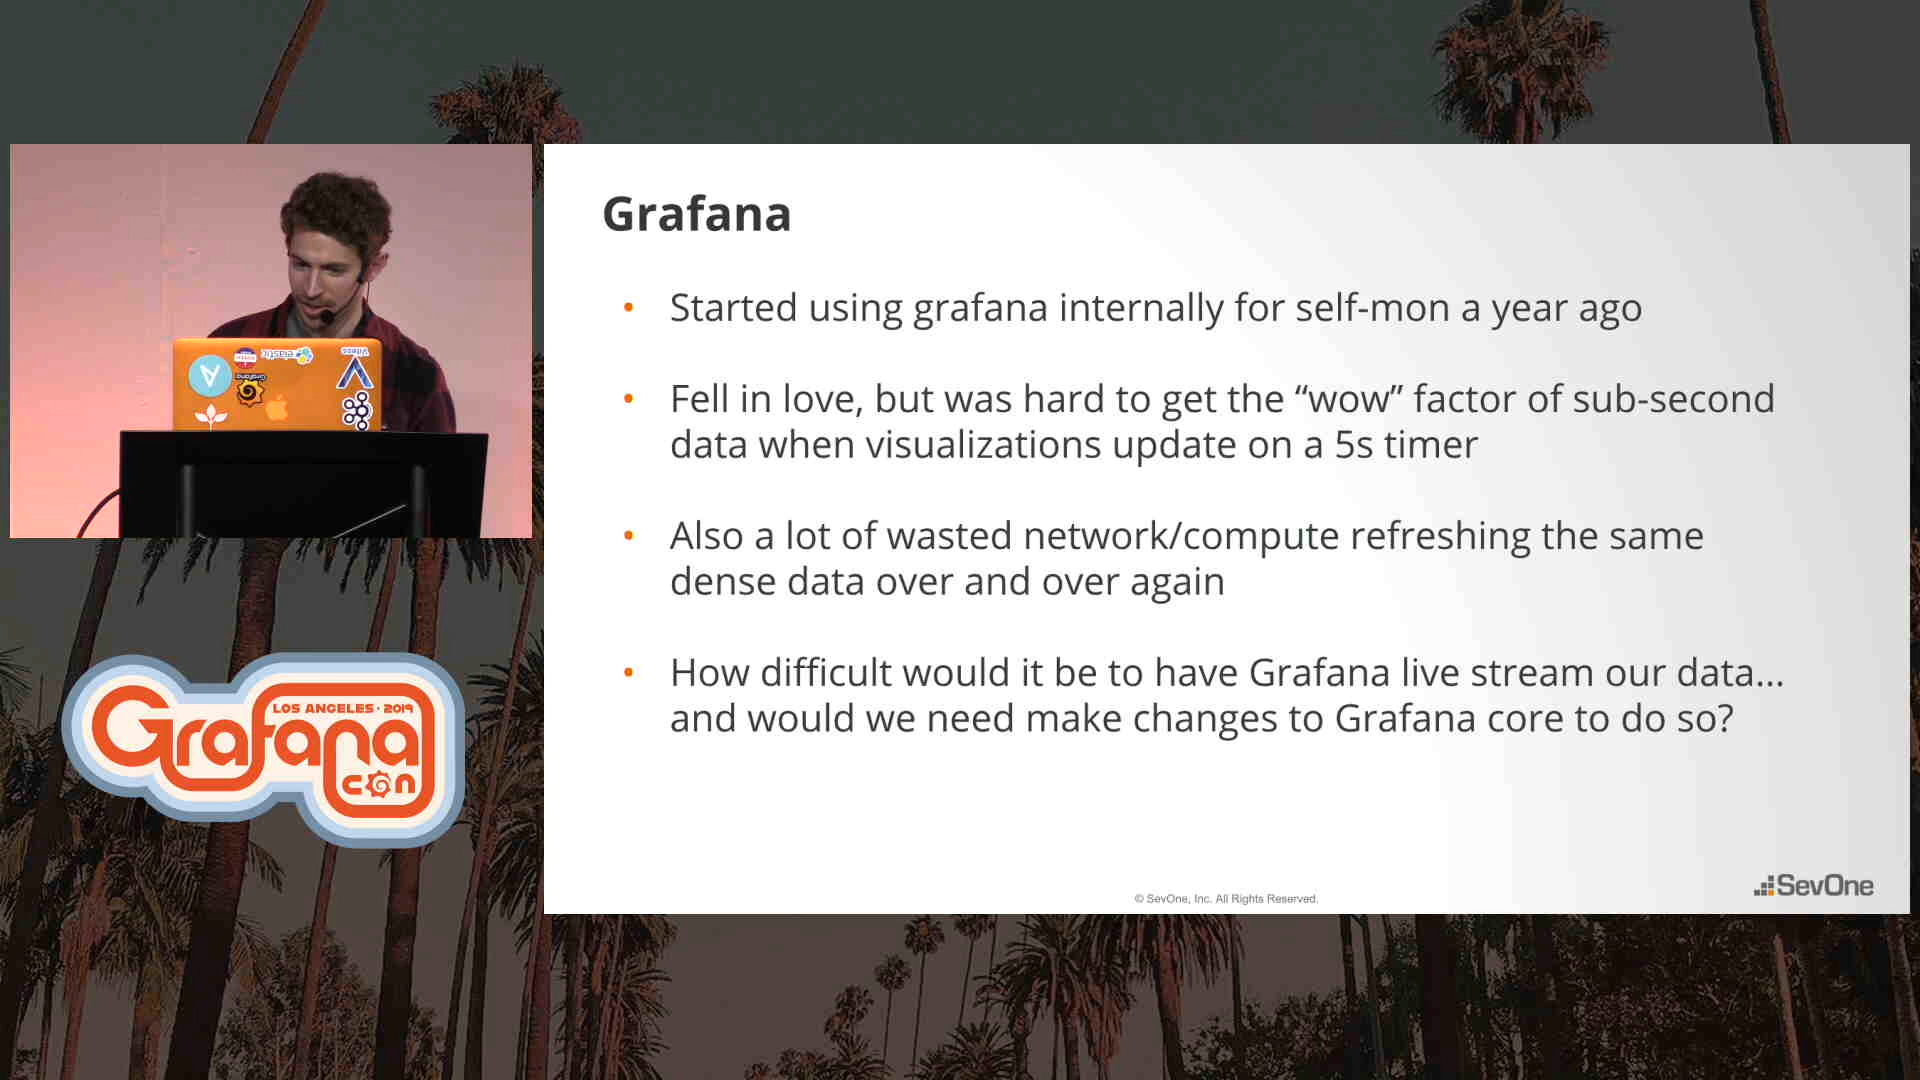 Grafana
• Started using grafana internally for self-mon a year ago
• Fell in love, but was hard to get the “wow” factor of sub-second
data when visualizations update on a 5s timer
• Also a lot of wasted network/compute refreshing the same
dense data over and over again
• How difficult would it be to have Grafana live stream our data...
and would we need make changes to Grafana core to do so?
© SevOne, Inc. All Rights Reserved.
SevOne
elastic
Vitess
Grafana
LOS ANGELES · 2019
Grafana
con